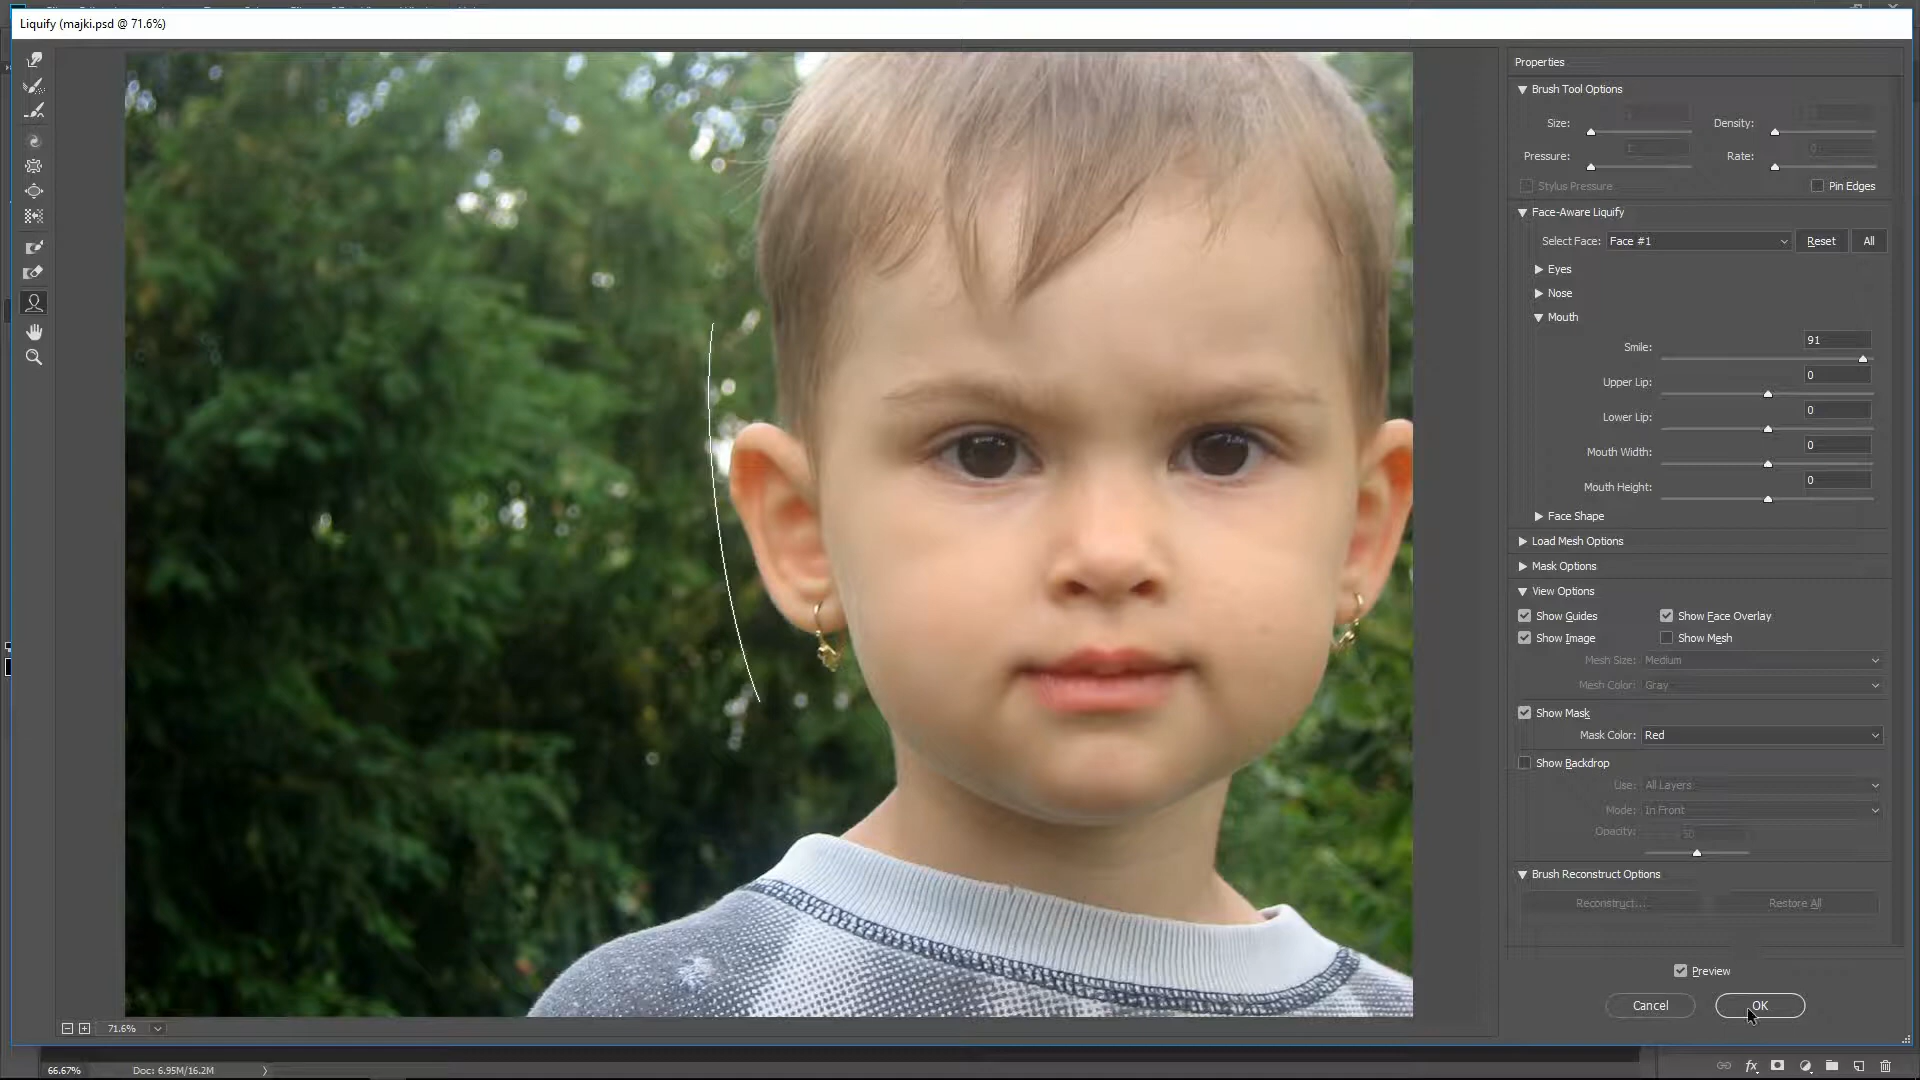 Liquify (majki.psd @ 71.6%)
Properties
Brush Tool Options
Size:
Density:
Pressure: 1
Rate: 0
Stylus Pressure
Pin Edges
Face-Aware Liquify
Select Face: Face #1 Reset All
Eyes
Nose
Mouth
Smile: 91
Upper Lip: 0
Lower Lip: 0
Mouth Width: 0
Mouth Height: 0
Face Shape
Load Mesh Options
Mask Options
View Options
Show Guides Show Face Overlay
Show Image Show Mesh
Mesh Size: Medium
Mesh Color: Gray
Show Mask
Mask Color: Red
Show Backdrop
Use: All Layers
Mode: In Front
Opacity: 50
Brush Reconstruct Options
Reconstruct... Restore All
Preview
Cancel OK
71.6%
66.67% Doc: 6.95M/16.2M
fx